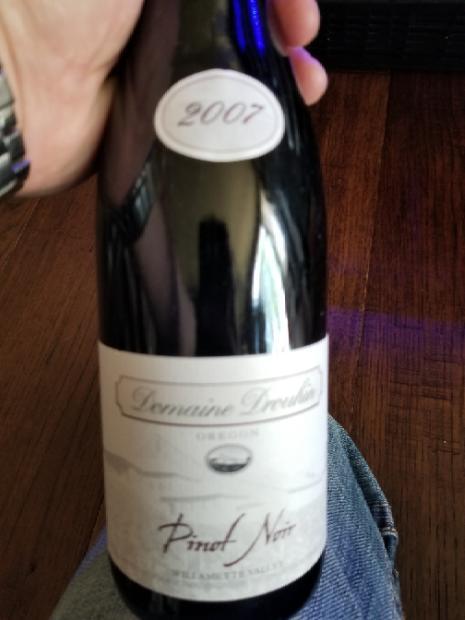 2007
Domaine Drouhin
OREGON
Pinot Noir
WILLAMETTE VALLEY